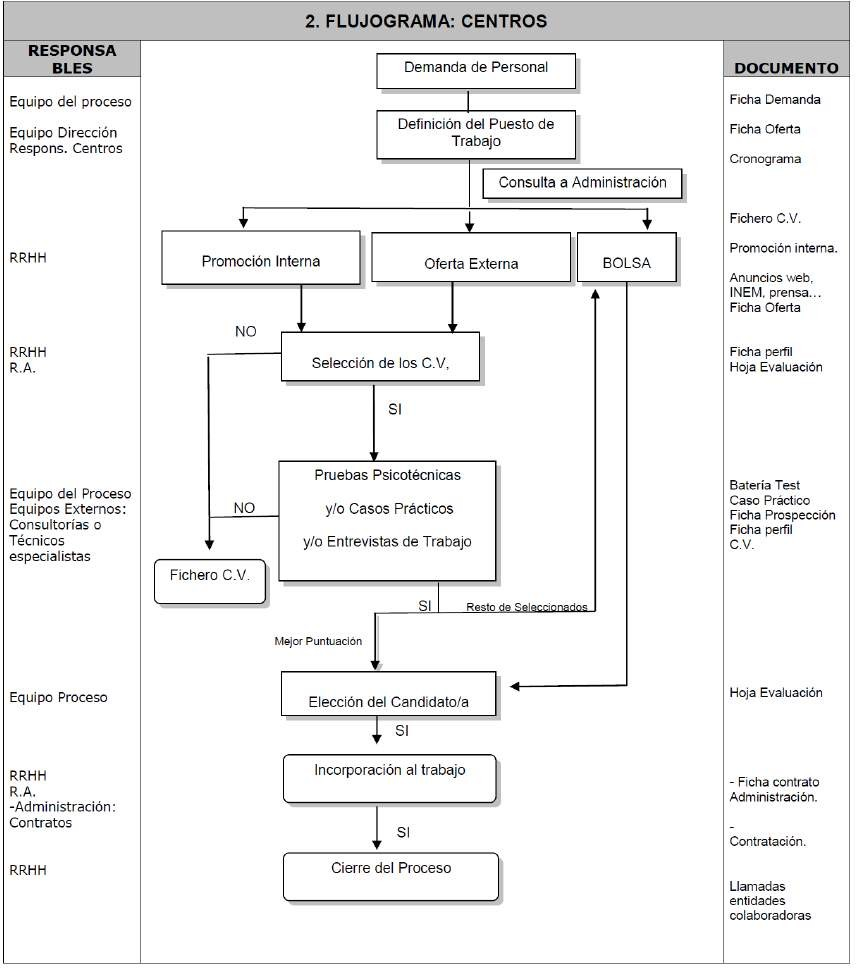 2. FLUJOGRAMA: CENTROS
RESPONSA
BLES
DOCUMENTO
Demanda de Personal
Equipo del proceso
Ficha Demanda
Definición del Puesto de
Trabajo
Equipo Dirección
Respons. Centros
Ficha Oferta
Cronograma
Consulta a Administración
Fichero C.V.
Promoción interna.
RRHH
Promoción Interna
Oferta Externa
BOLSA
Anuncios web,
INEM, prensa...
Ficha Oferta
NO
RRHH
R.A.
Selección de los C.V,
Ficha perfil
Hoja Evaluación
SI
Pruebas Psicotécnicas
y/o Casos Prácticos
y/o Entrevistas de Trabajo
Equipo del Proceso
Equipos Externos:
Consultorías o
Técnicos
especialistas
NO
Batería Test
Caso Práctico
Ficha Prospección
Ficha perfil
C.V.
Fichero C.V.
SI
Resto de Seleccionados
Mejor Puntuación
Equipo Proceso
Elección del Candidato/a
Hoja Evaluación
SI
RRHH
R.A.
-Administración:
Contratos
Incorporación al trabajo
- Ficha contrato
Administración.
-
Contratación.
SI
RRHH
Cierre del Proceso
Llamadas
entidades
colaboradoras